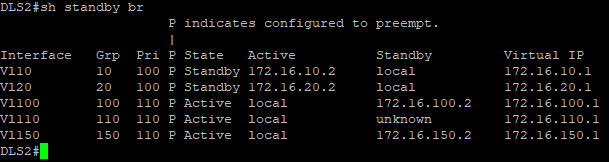 DLS2#sh standby br
                     P indicates configured to preempt.
                     |
Interface   Grp  Pri P State   Active          Standby         Virtual IP
Vl10        10   100 P Standby 172.16.10.2     local           172.16.10.1
Vl20        20   100 P Standby 172.16.20.2     local           172.16.20.1
Vl100       100  110 P Active  local           172.16.100.2    172.16.100.1
Vl110       110  110 P Active  local           unknown         172.16.110.1
Vl150       150  110 P Active  local           172.16.150.2    172.16.150.1
DLS2#